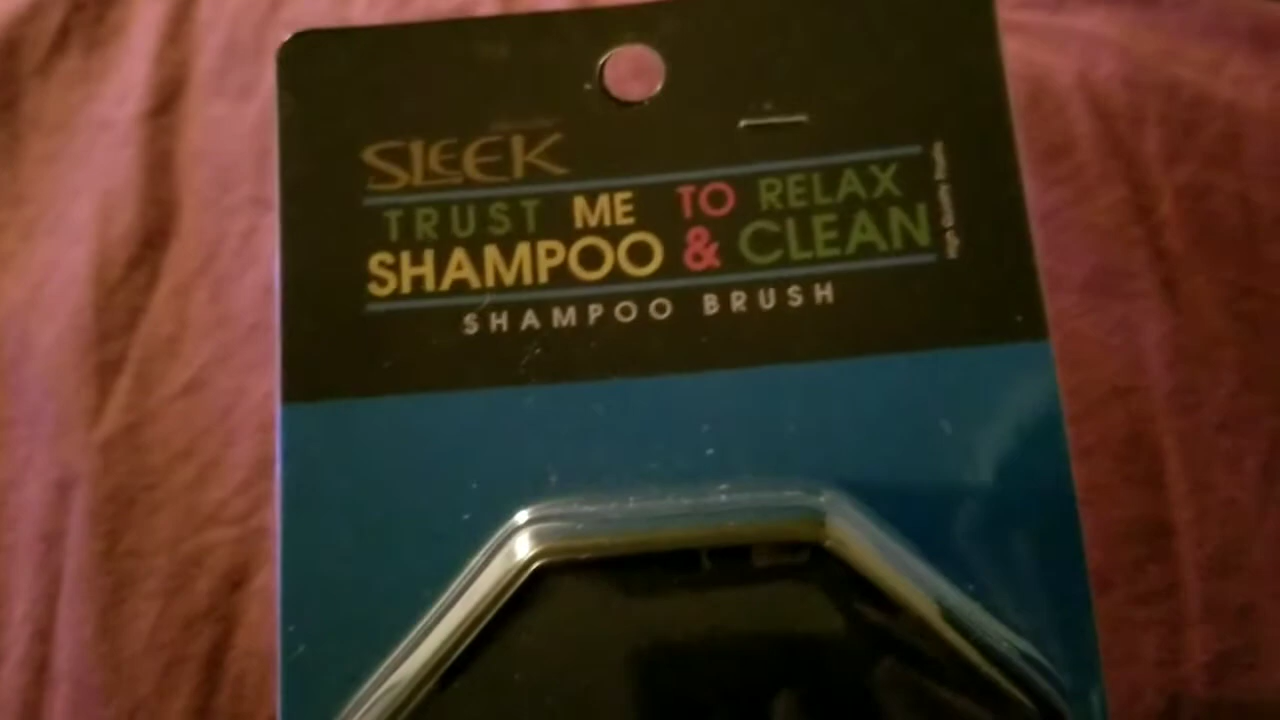 SLEEK
TRUST ME TO RELAX
SHAMPOO & CLEAN
SHAMPOO BRUSH